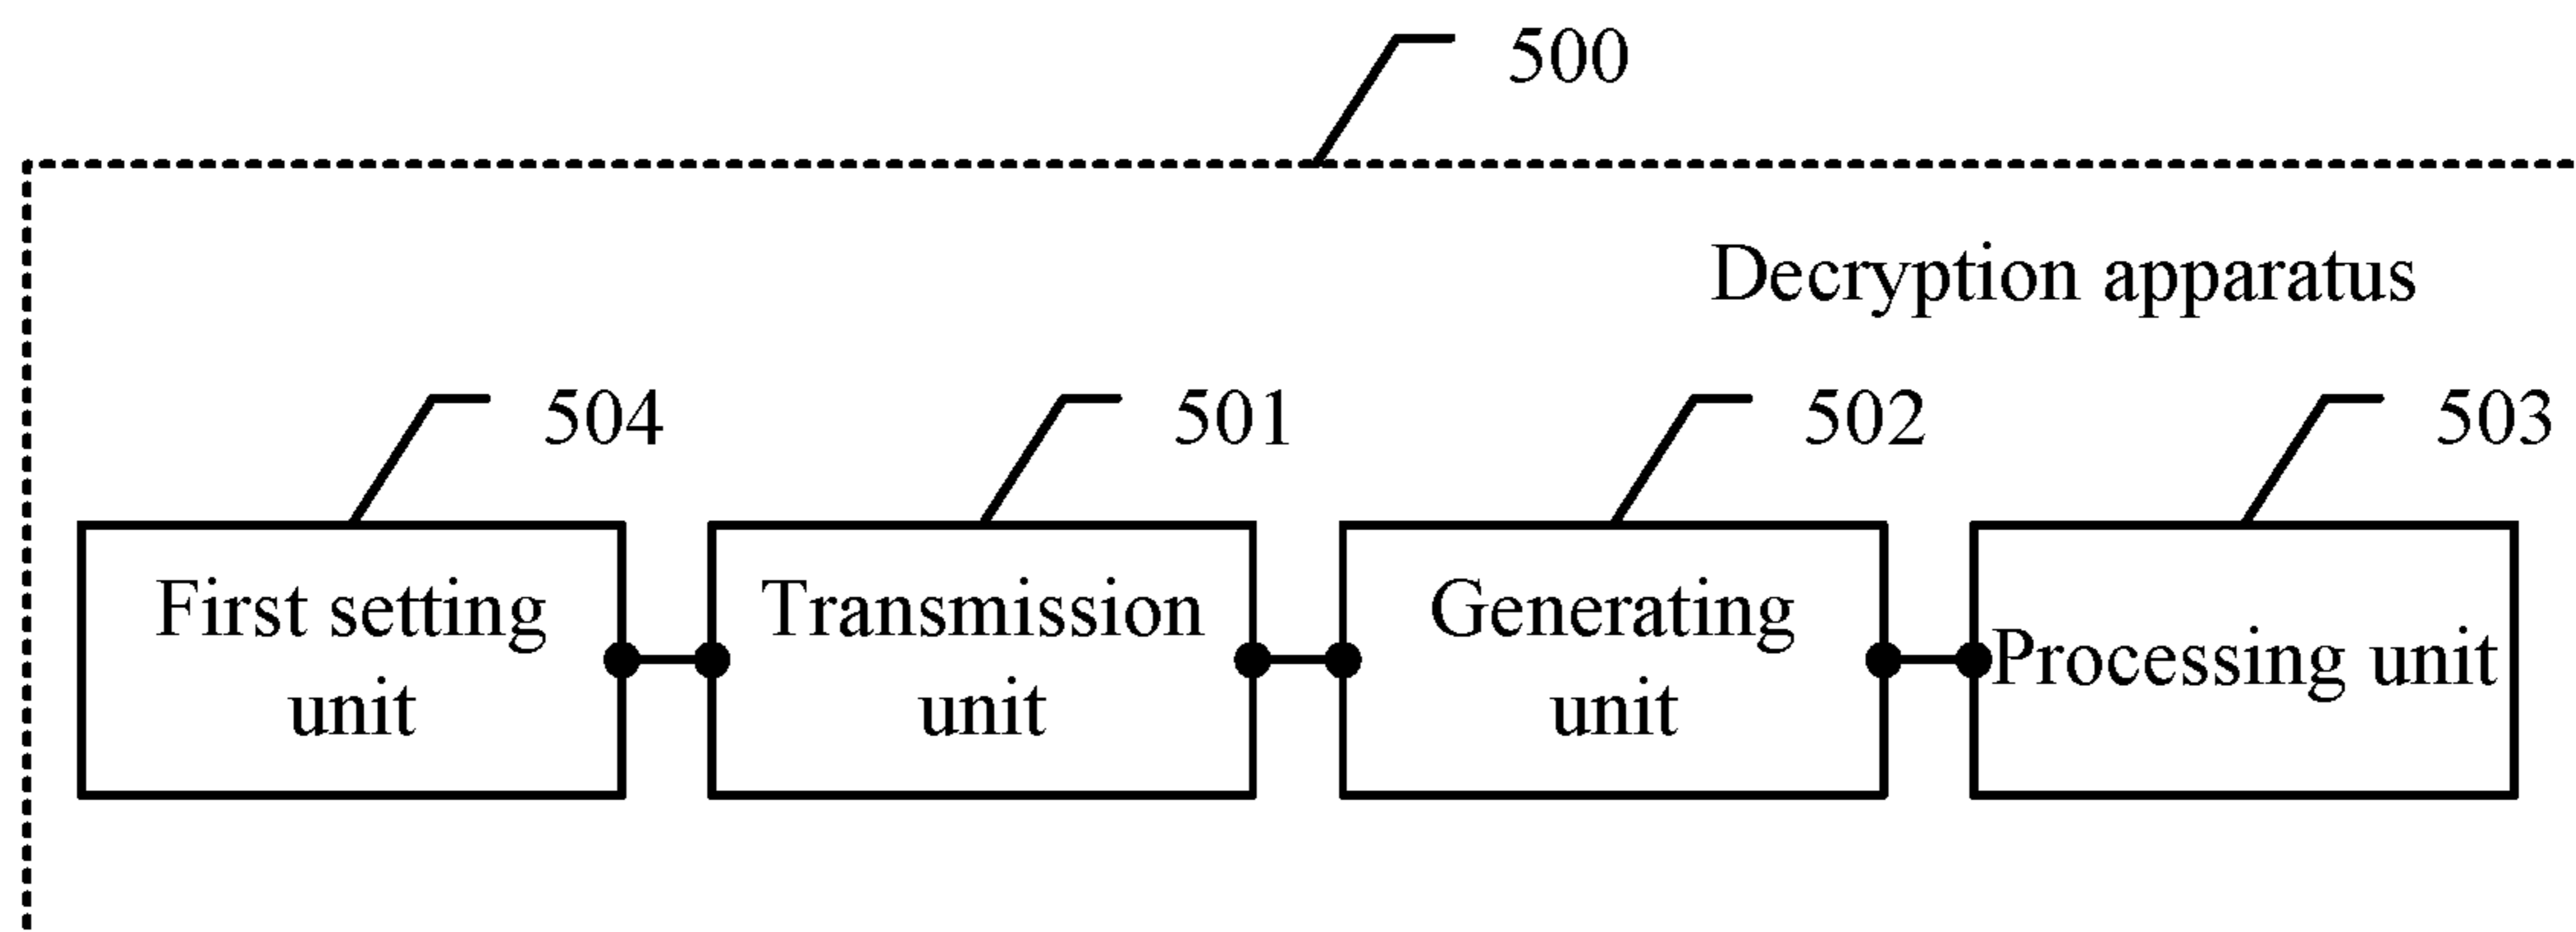 500
Decryption apparatus
504
501
502
503
First setting
unit
Transmission
unit
Generating
unit
Processing unit